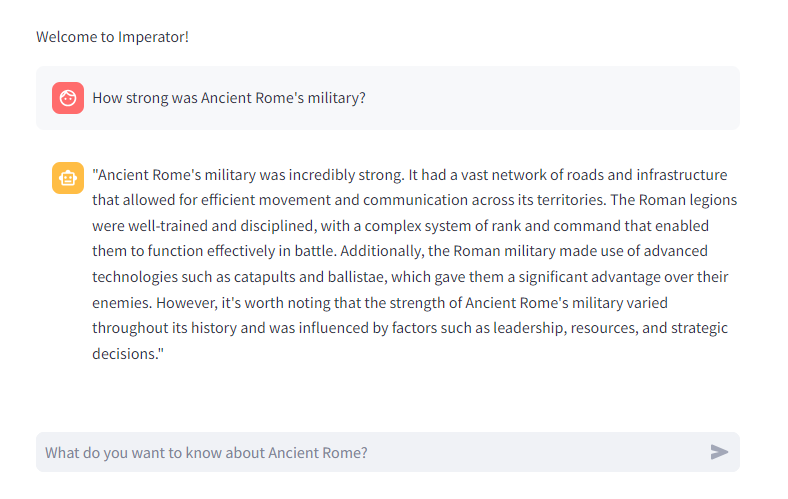 Welcome to Imperator!
How strong was Ancient Rome's military?
"Ancient Rome's military was incredibly strong. It had a vast network of roads and infrastructure
that allowed for efficient movement and communication across its territories. The Roman legions
were well-trained and disciplined, with a complex system of rank and command that enabled
them to function effectively in battle. Additionally, the Roman military made use of advanced
technologies such as catapults and ballistae, which gave them a significant advantage over their
enemies. However, it's worth noting that the strength of Ancient Rome's military varied
throughout its history and was influenced by factors such as leadership, resources, and strategic
decisions."
What do you want to know about Ancient Rome?